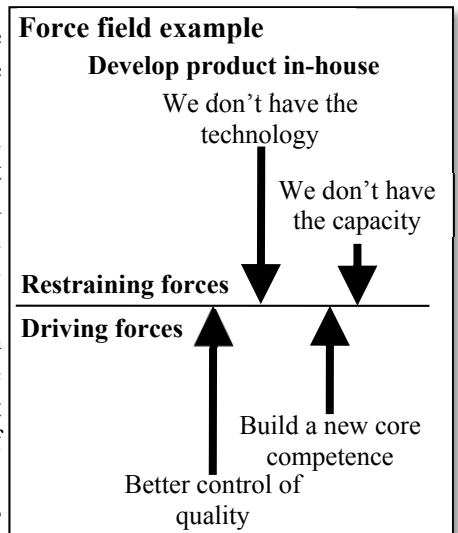 Force field example
Develop product in-house
We don't have the
technology
We don't have
the capacity
Restraining forces
Driving forces
Build a new core
competence
Better control of
quality